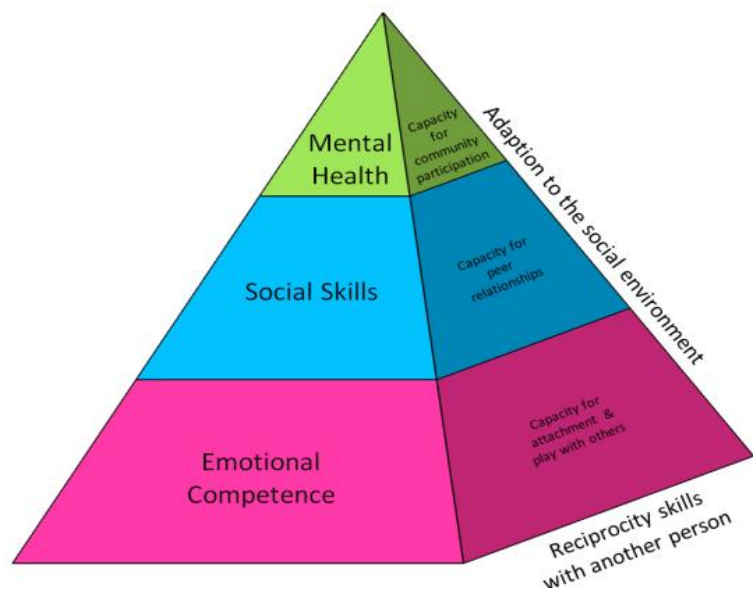 Mental
Health
Capacity
for
community
participation
Adaption to the social environment
Social Skills
Capacity for
peer
relationships
Emotional
Competence
Capacity for
attachment &
play with others
Reciprocity skills
with another person